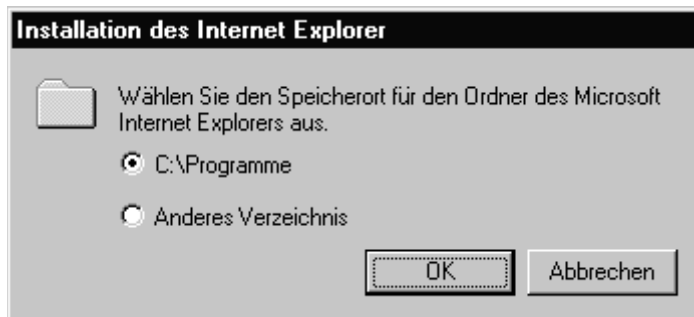 Installation des Internet Explorer
Wählen Sie den Speicherort für den Ordner des Microsoft
Internet Explorers aus.
C:\Programme
Anderes Verzeichnis
OK
Abbrechen